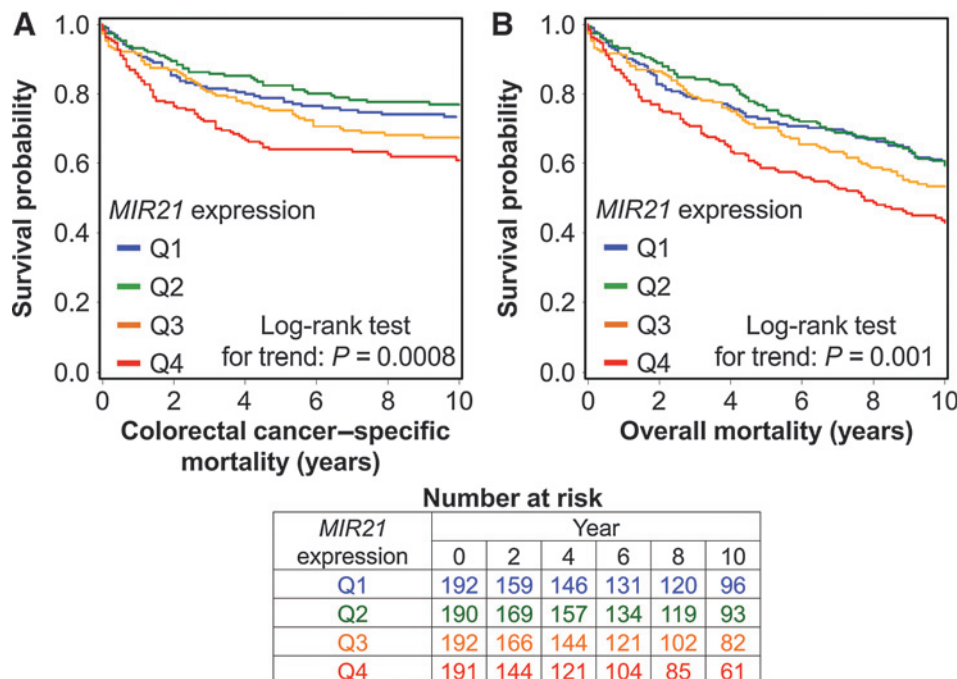 A
Survival probability
1.0
0.8
0.6
0.4
0.2
0.0
MIR21 expression
Q1
Q2
Q3
Q4
Log-rank test
for trend: P = 0.0008
0 2 4 6 8 10
Colorectal cancer–specific
mortality (years)
B
Survival probability
1.0
0.8
0.6
0.4
0.2
0.0
MIR21 expression
Q1
Q2
Q3
Q4
Log-rank test
for trend: P = 0.001
0 2 4 6 8 10
Overall mortality (years)
Number at risk
MIR21 Year
expression 0 2 4 6 8 10
Q1 192 159 146 131 120 96
Q2 190 169 157 134 119 93
Q3 192 166 144 121 102 82
Q4 191 144 121 104 85 61